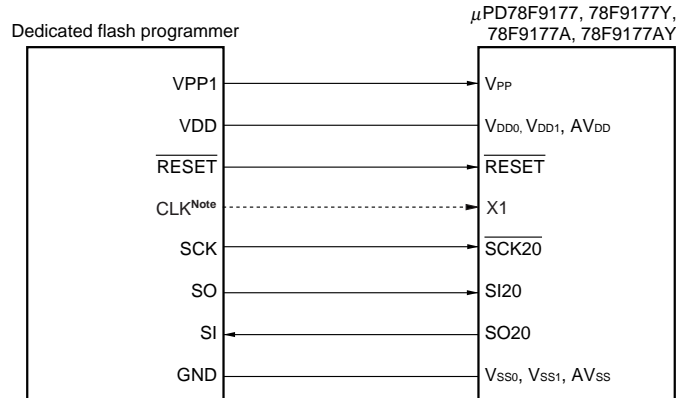 μPD78F9177, 78F9177Y,
78F9177A, 78F9177AY
Dedicated flash programmer
VPP1 VPP
VDD VDD0, VDD1, AVDD
RESET RESET
CLKNote X1
SCK SCK20
SO SI20
SI SO20
GND VSS0, VSS1, AVSS